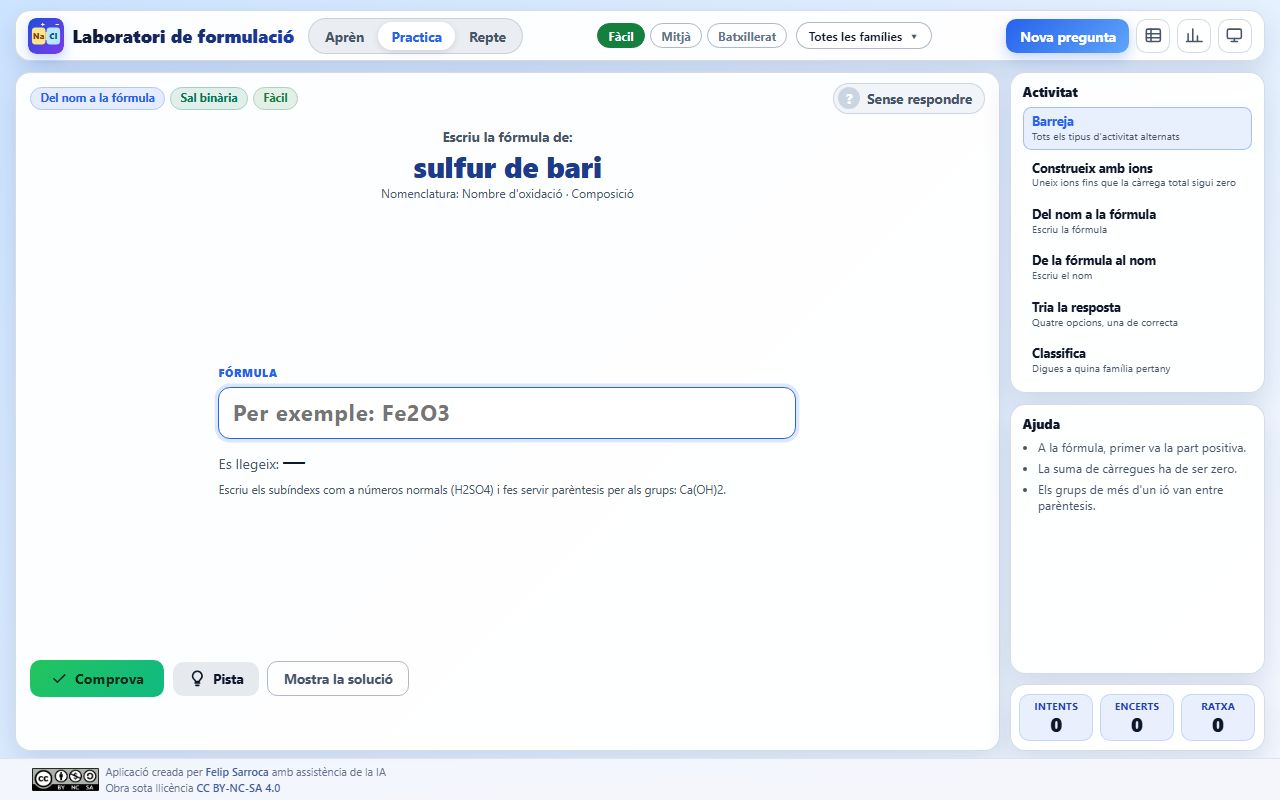 Na Cl
Laboratori de formulació
Aprèn
Practica
Repte
Fàcil
Mitjà
Batxillerat
Totes les famílies
Nova pregunta
Del nom a la fórmula
Sal binària
Fàcil
? Sense respondre
Escriu la fórmula de:
sulfur de bari
Nomenclatura: Nombre d'oxidació · Composició
FÓRMULA
Per exemple: Fe2O3
Es llegeix: —
Escriu els subíndexs com a números normals (H2SO4) i fes servir parèntesis per als grups: Ca(OH)2.
Comprova
Pista
Mostra la solució
Activitat
Barreja
Tots els tipus d'activitat alternats
Construeix amb ions
Uneix ions fins que la càrrega total sigui zero
Del nom a la fórmula
Escriu la fórmula
De la fórmula al nom
Escriu el nom
Tria la resposta
Quatre opcions, una de correcta
Classifica
Digues a quina família pertany
Ajuda
• A la fórmula, primer va la part positiva.
• La suma de càrregues ha de ser zero.
• Els grups de més d'un ió van entre
parèntesis.
INTENTS
0
ENCERTS
0
RATXA
0
cc BY NC SA
Aplicació creada per Felip Sarroca amb assistència de la IA
Obra sota llicència CC BY-NC-SA 4.0